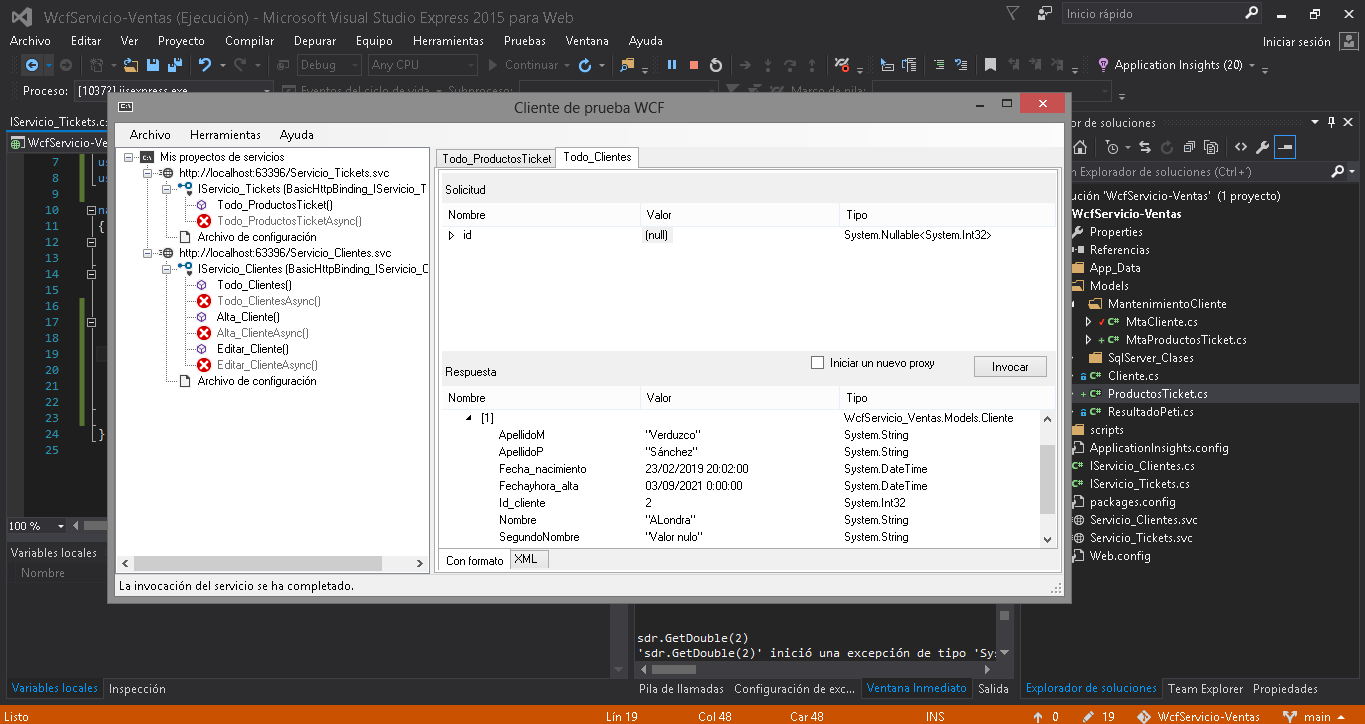 WcfServicio-Ventas (Ejecución) - Microsoft Visual Studio Express 2015 para Web
Inicio rápido
Archivo Editar Ver Proyecto Compilar Depurar Equipo Herramientas Pruebas Ventana Ayuda
Iniciar sesión
Debug Any CPU Continuar Application Insights (20)
Proceso: [10372] iisexpress.exe Eventos del ciclo de vida Subproceso: Marco de pila:
IServicio_Tickets.c
WcfServicio-Ve
7 us
8 us
9
10 na
11 {
12
13
14
15
16
17
18
19
20
21
22
23
24 }
25
100 %
Variables locales
Nombre
Cliente de prueba WCF
Archivo Herramientas Ayuda
Mis proyectos de servicios
http://localhost:63396/Servicio_Tickets.svc
IServicio_Tickets (BasicHttpBinding_IServicio_T
Todo_ProductosTicket()
Todo_ProductosTicketAsync()
Archivo de configuración
http://localhost:63396/Servicio_Clientes.svc
IServicio_Clientes (BasicHttpBinding_IServicio_C
Todo_Clientes()
Todo_ClientesAsync()
Alta_Cliente()
Alta_ClienteAsync()
Editar_Cliente()
Editar_ClienteAsync()
Archivo de configuración
Todo_ProductosTicket Todo_Clientes
Solicitud
Nombre Valor Tipo
id (null) System.Nullable<System.Int32>
Iniciar un nuevo proxy Invocar
Respuesta
Nombre Valor Tipo
[1] WcfServicio_Ventas.Models.Cliente
ApellidoM "Verduzco" System.String
ApellidoP "Sánchez" System.String
Fecha_nacimiento 23/02/2019 20:02:00 System.DateTime
Fechayhora_alta 03/09/2021 0:00:00 System.DateTime
Id_cliente 2 System.Int32
Nombre "ALondra" System.String
SegundoNombre "Valor nulo" System.String
Con formato XML
La invocación del servicio se ha completado.
or de soluciones
n Explorador de soluciones (Ctrl+')
ución 'WcfServicio-Ventas' (1 proyecto)
WcfServicio-Ventas
Properties
Referencias
App_Data
Models
MantenimientoCliente
MtaCliente.cs
MtaProductosTicket.cs
SqlServer_Clases
Cliente.cs
ProductosTicket.cs
ResultadoPeti.cs
scripts
ApplicationInsights.config
IServicio_Clientes.cs
IServicio_Tickets.cs
packages.config
Servicio_Clientes.svc
Servicio_Tickets.svc
Web.config
sdr.GetDouble(2)
'sdr.GetDouble(2)' inició una excepción de tipo 'Sys
Variables locales Inspección
Pila de llamadas Configuración de exc... Ventana Inmediato Salida
Explorador de soluciones Team Explorer Propiedades
Listo Lín 19 Col 48 Car 48 INS 0 19 WcfServicio-Ventas main